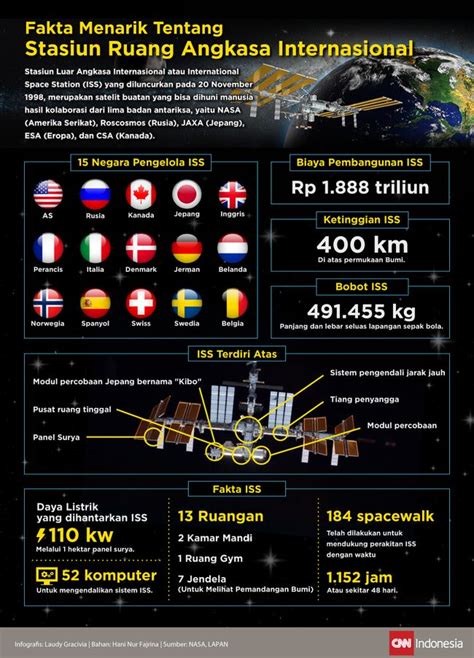 Fakta Menarik Tentang
Stasiun Ruang Angkasa Internasional
Stasiun Luar Angkasa Internasional atau International
Space Station (ISS) yang diluncurkan pada 20 November
1998, merupakan satelit buatan yang bisa dihuni manusia
hasil kolaborasi dari lima badan antariksa, yaitu NASA
(Amerika Serikat), Roscosmos (Rusia), JAXA (Jepang),
ESA (Eropa), dan CSA (Kanada).
15 Negara Pengelola ISS
AS
Rusia
Kanada
Jepang
Inggris
Perancis
Italia
Denmark
Jerman
Belanda
Norwegia
Spanyol
Swiss
Swedia
Belgia
Biaya Pembangunan ISS
Rp 1.888 triliun
Ketinggian ISS
400 km
Di atas permukaan Bumi.
Bobot ISS
491.455 kg
Panjang dan lebar seluas lapangan sepak bola.
ISS Terdiri Atas
Modul percobaan Jepang bernama "Kibo"
Pusat ruang tinggal
Panel Surya
Sistem pengendali jarak jauh
Tiang penyangga
Modul percobaan
Fakta ISS
Daya Listrik
yang dihantarkan ISS
110 kw
Melalui 1 hektar panel surya.
52 komputer
Untuk mengendalikan sistem ISS.
13 Ruangan
2 Kamar Mandi
1 Ruang Gym
7 Jendela
(Untuk Melihat Pemandangan Bumi)
184 spacewalk
Telah dilakukan untuk
mendukung perakitan ISS
dengan waktu
1.152 jam
Atau sekitar 48 hari.
Infografis: Laudy Gracivia | Bahan: Hani Nur Fajrina | Sumber: NASA, LAPAN
CNN Indonesia